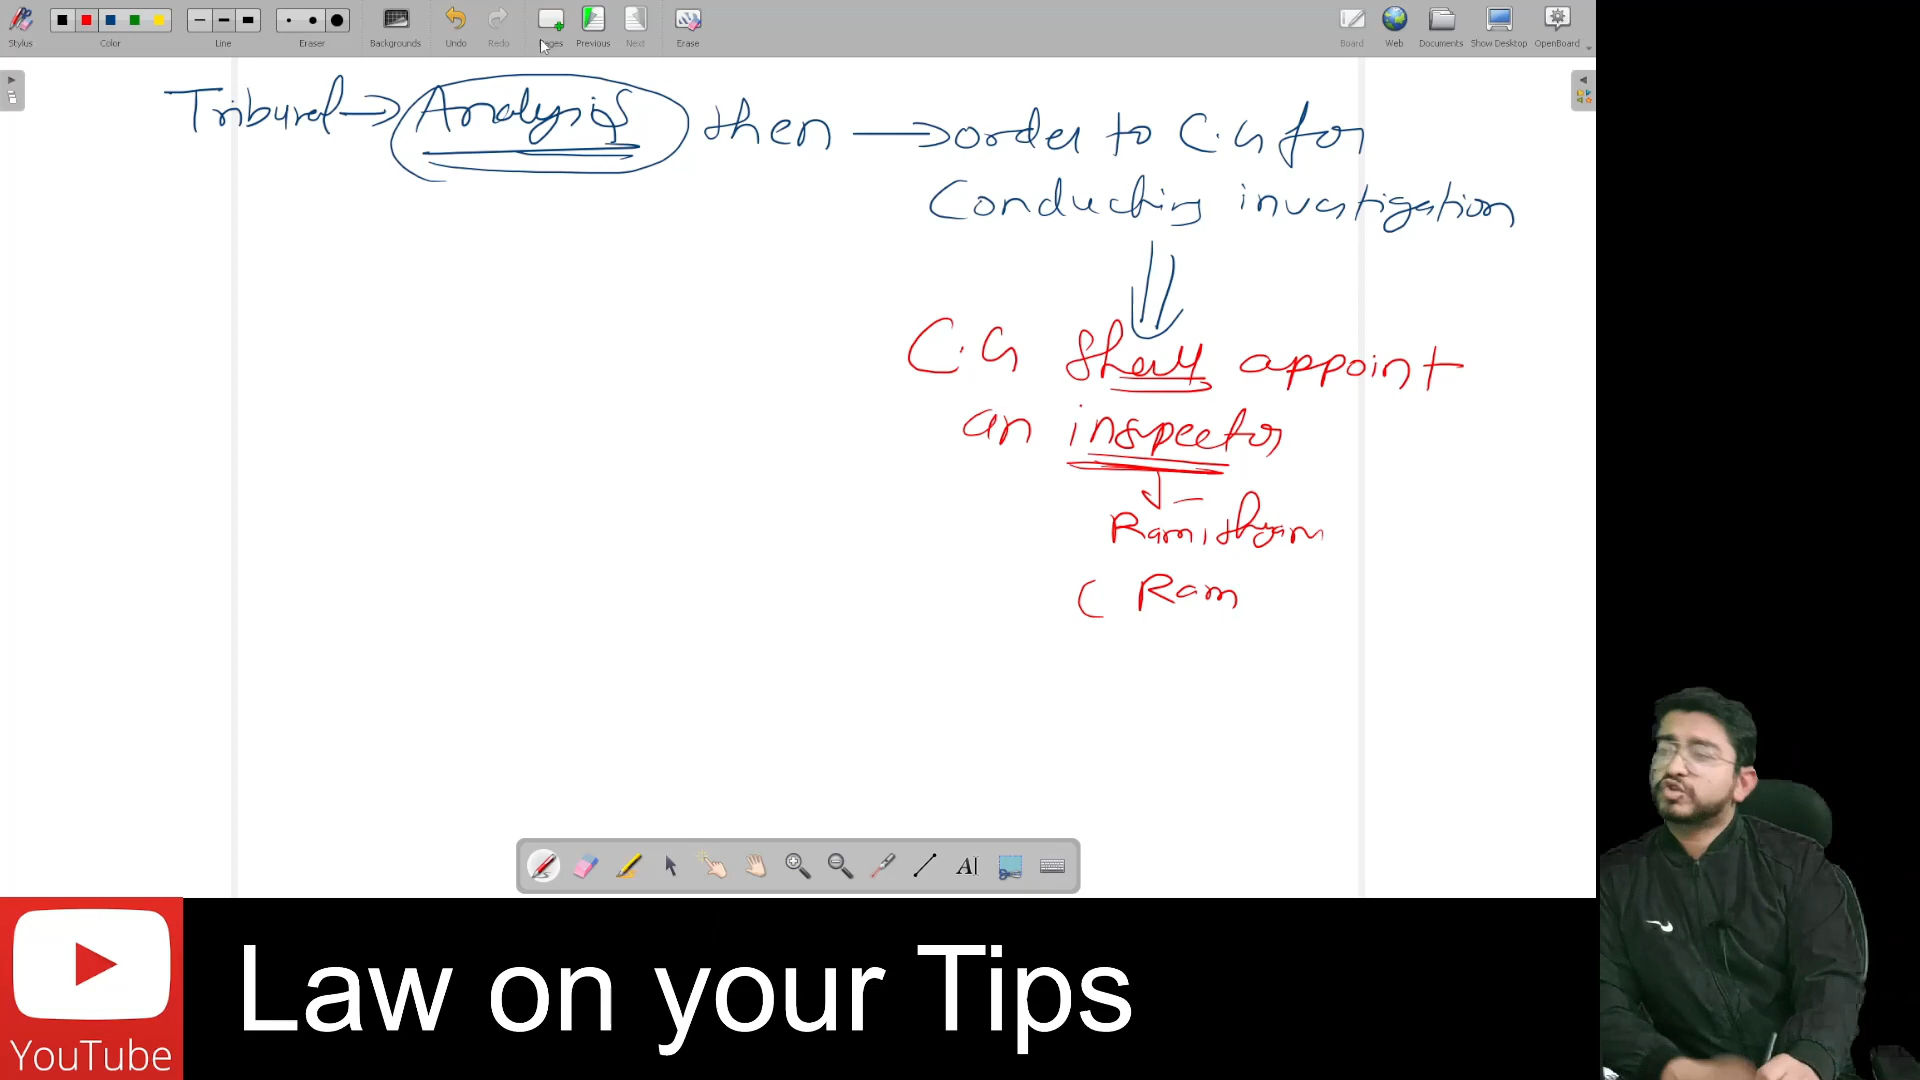 Stylus
Color
Line
Eraser
Backgrounds
Undo
Redo
Pages
Previous
Next
Erase
Board
Web
Documents
Show Desktop
OpenBoard
Tribunal → Analysis then → order to C.G for
Conducting investigation
C.G shall appoint
an inspector
Ram, Shyam
( Ram
Law on your Tips
YouTube